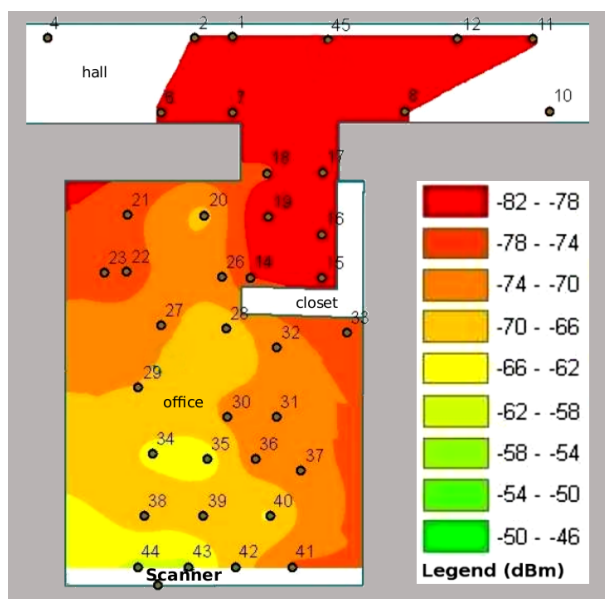 4 2 1 45 12 11
hall
6 7 8 10
18 17
21 20 19 16
23 22 26 14 15
closet
27 28 33
32
29
office
30 31
34 35 36 37
38 39 40
44 43 42 41
Scanner
-82 - -78
-78 - -74
-74 - -70
-70 - -66
-66 - -62
-62 - -58
-58 - -54
-54 - -50
-50 - -46
Legend (dBm)